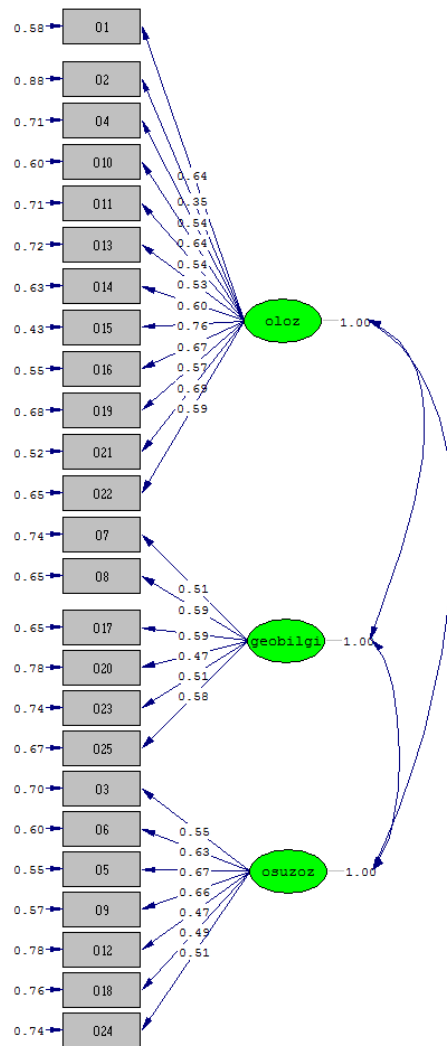 0.58 O1
0.88 O2
0.71 O4
0.60 O10
0.64
0.71 O11 0.35
0.54
0.72 O13 0.64
0.54
0.63 O14 0.53
0.60
0.43 O15 0.76 oloz 1.00
0.67
0.55 O16 0.57
0.69
0.68 O19 0.59
0.52 O21
0.65 O22
0.74 O7
0.65 O8
0.51
0.59
0.65 O17
0.59 geobilgi 1.00
0.78 O20 0.47
0.51
0.74 O23 0.58
0.67 O25
0.70 O3
0.60 O6 0.55
0.63
0.55 O5 0.67 osuzoz 1.00
0.66
0.57 O9 0.47
0.49
0.78 O12 0.51
0.76 O18
0.74 O24